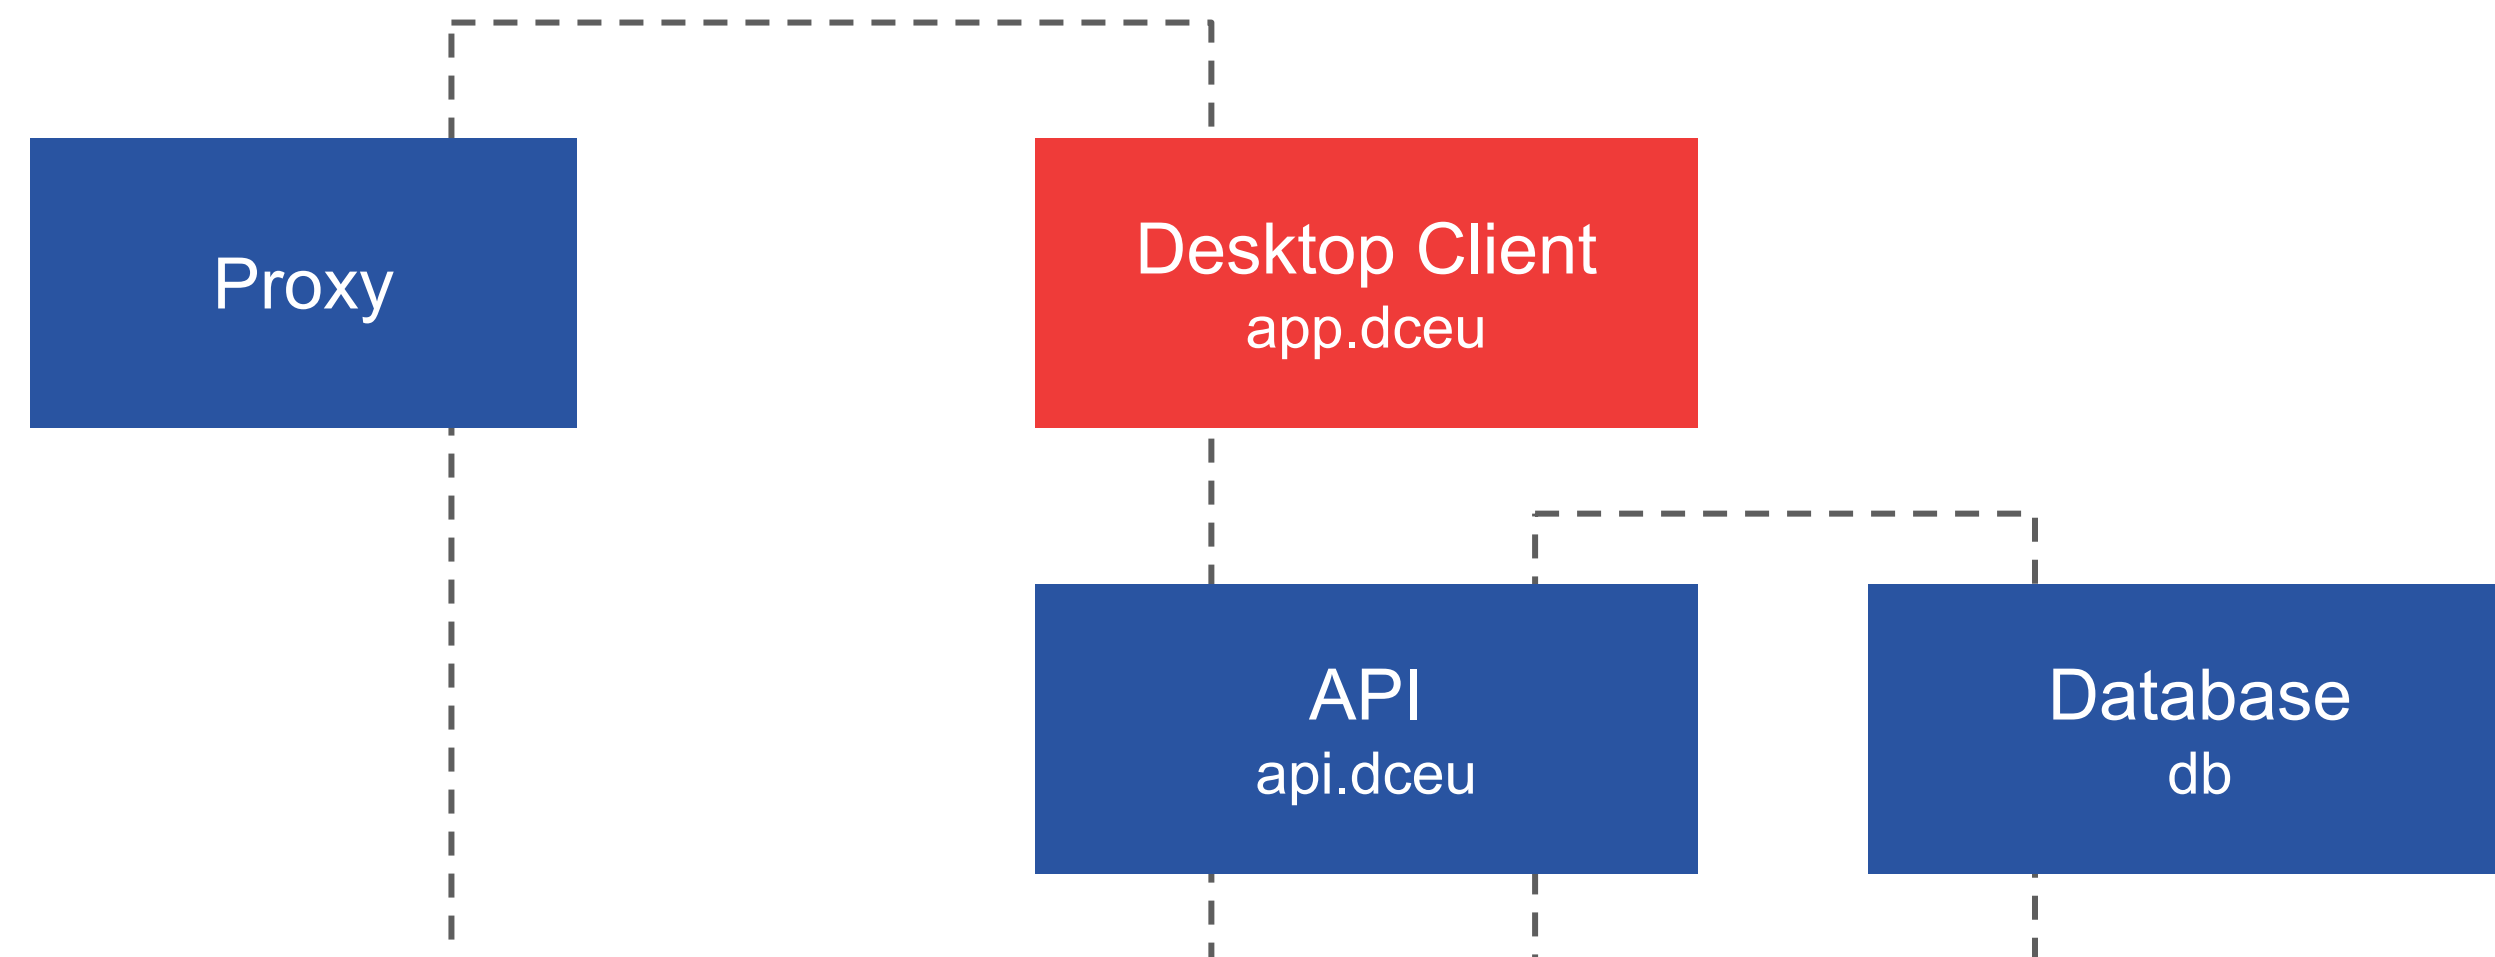 Proxy
Desktop Client
app.dceu
API
api.dceu
Database
db